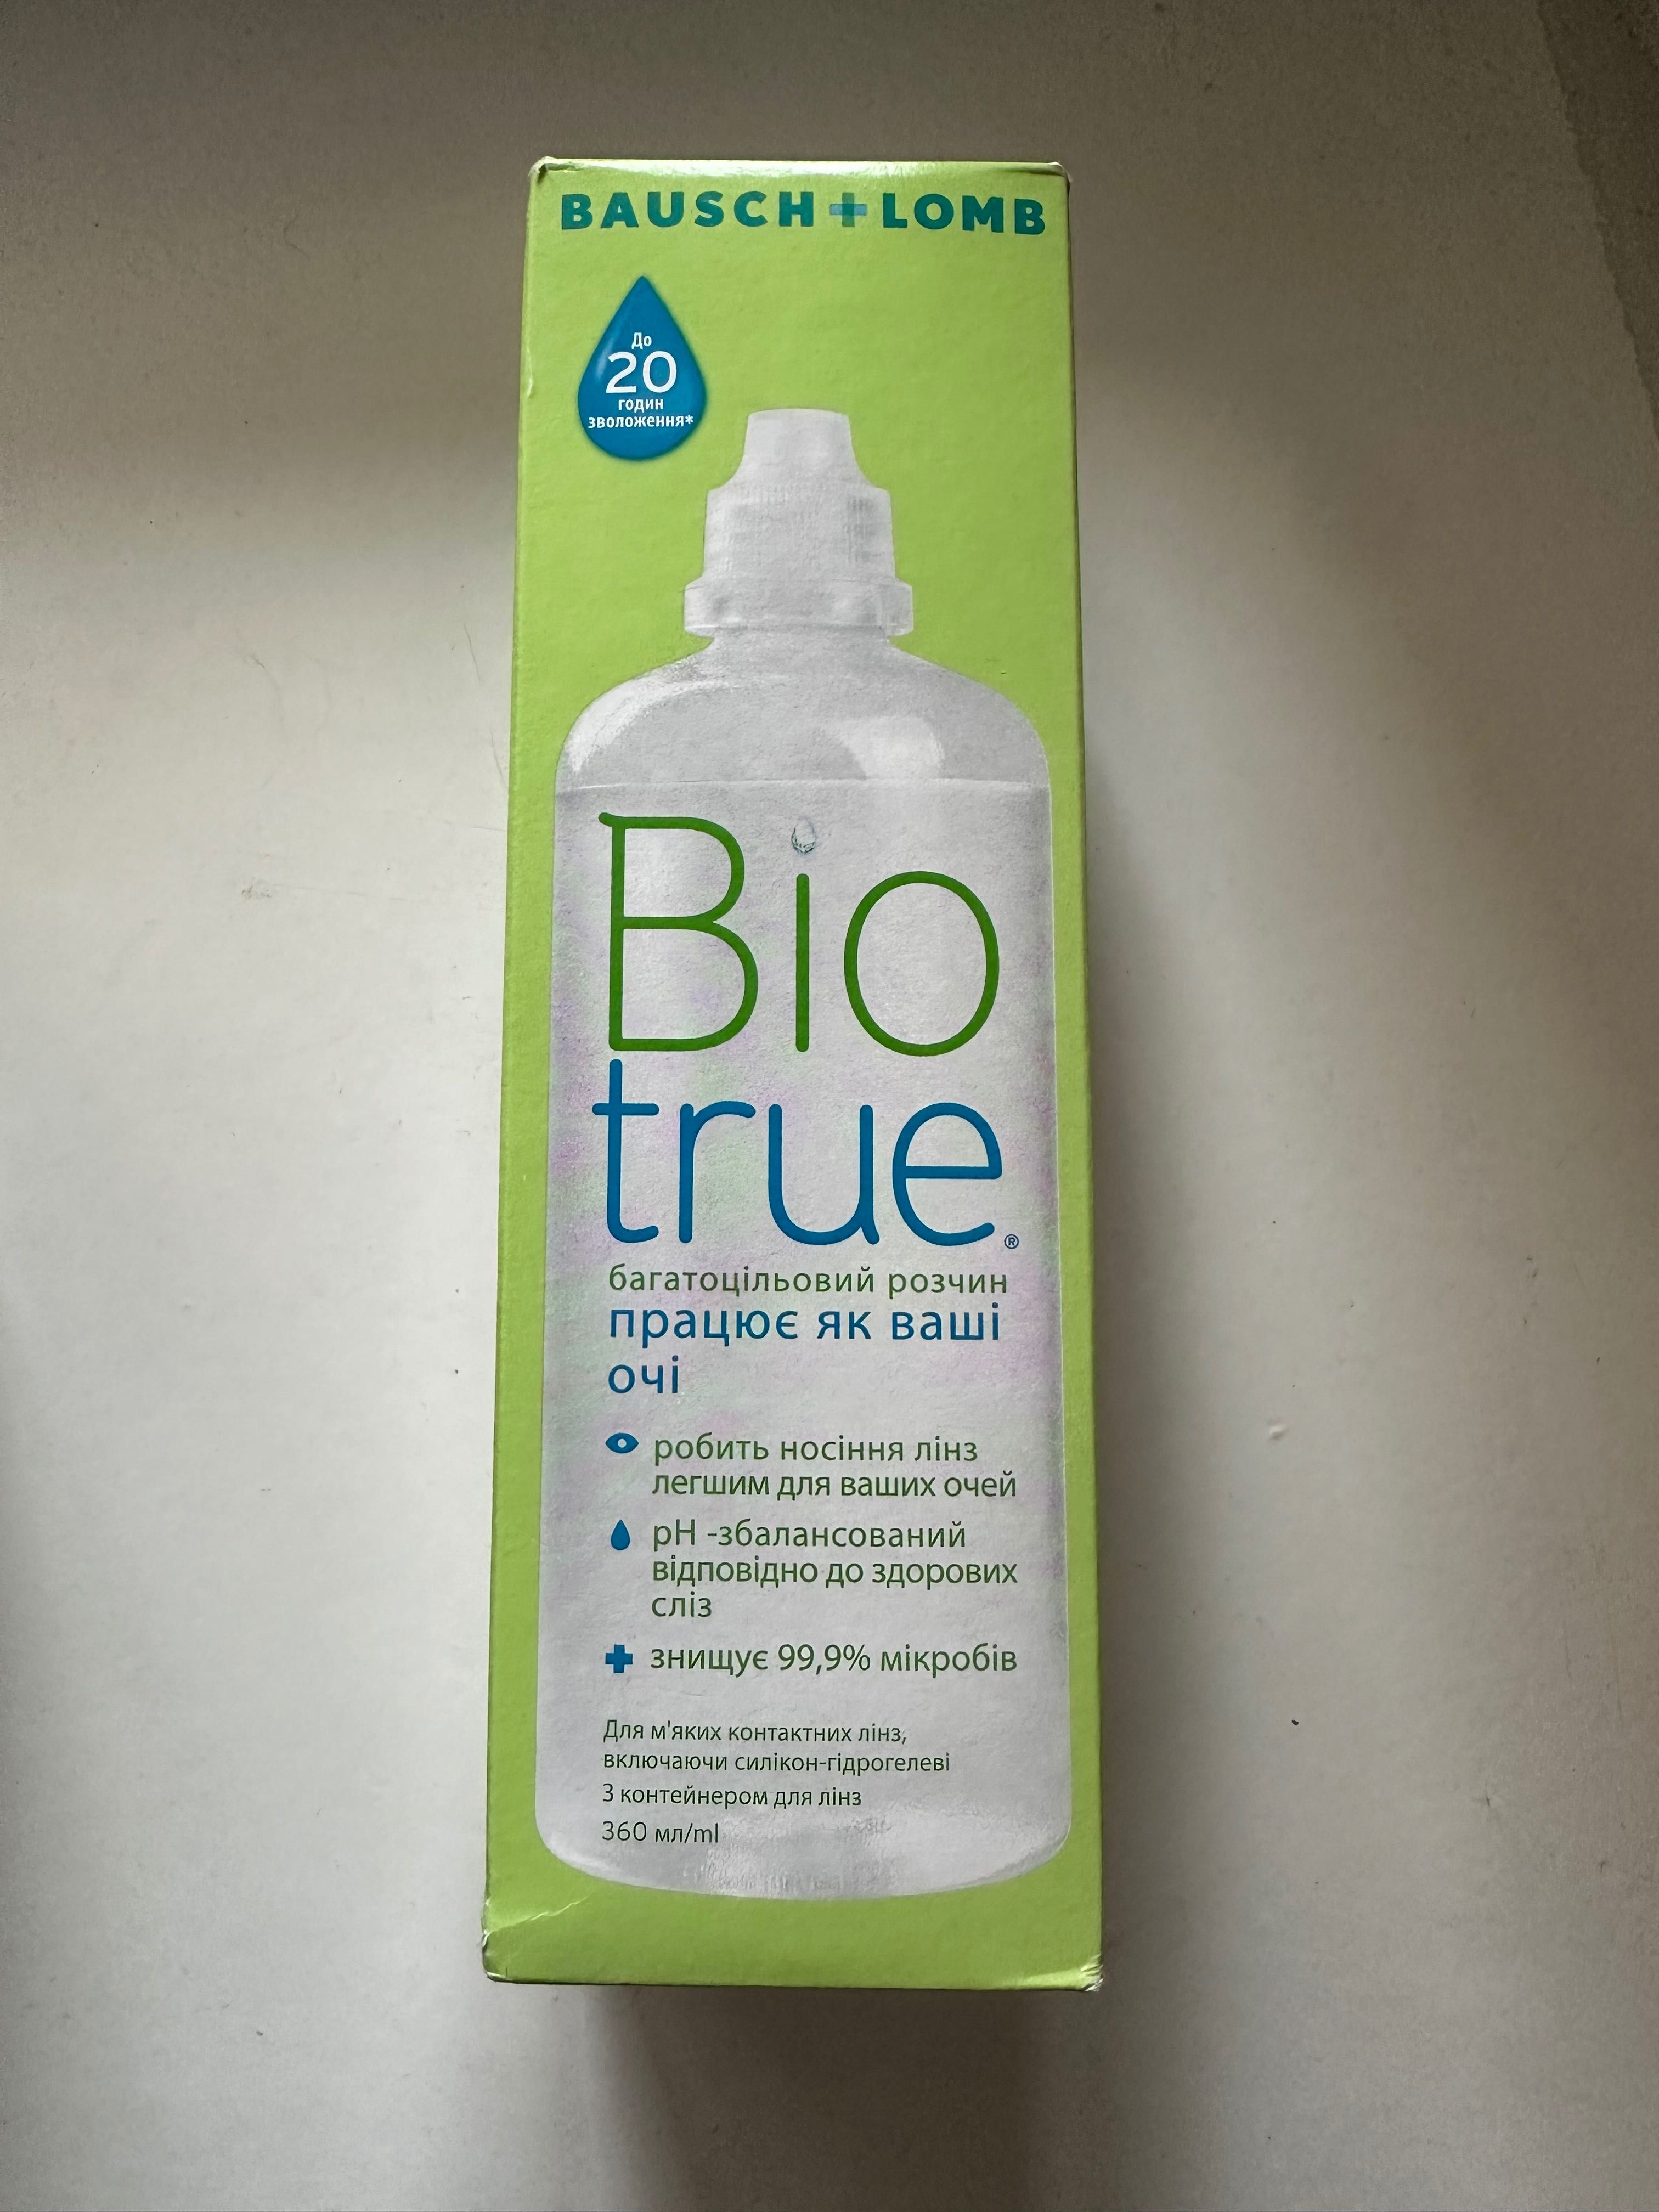 BAUSCH + LOMB
До
20
годин
зволоження*
Bio
true®
багатоцільовий розчин
працює як ваші
очі
робить носіння лінз
легшим для ваших очей
pH -збалансований
відповідно до здорових
сліз
знищує 99,9% мікробів
Для м'яких контактних лінз,
включаючи силікон-гідрогелеві
З контейнером для лінз
360 мл/ml